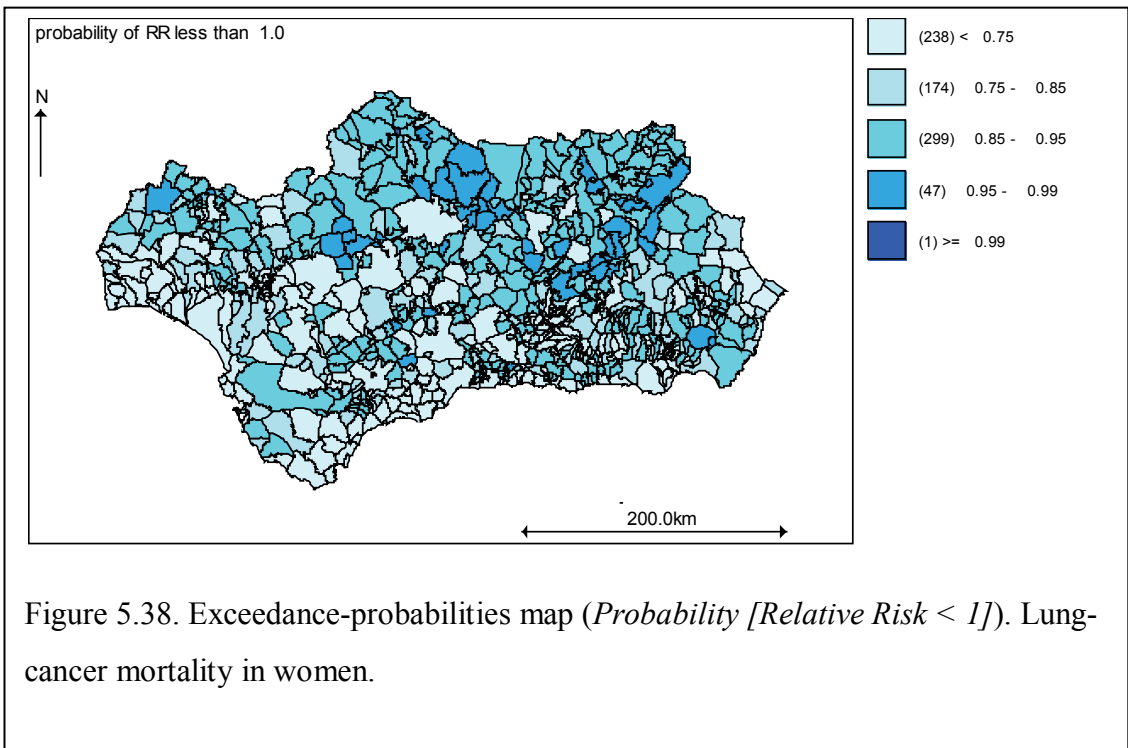 probability of RR less than 1.0
N
200.0km
(238) < 0.75
(174) 0.75 - 0.85
(299) 0.85 - 0.95
(47) 0.95 - 0.99
(1) >= 0.99
Figure 5.38. Exceedance-probabilities map (Probability [Relative Risk < 1]). Lung-
cancer mortality in women.